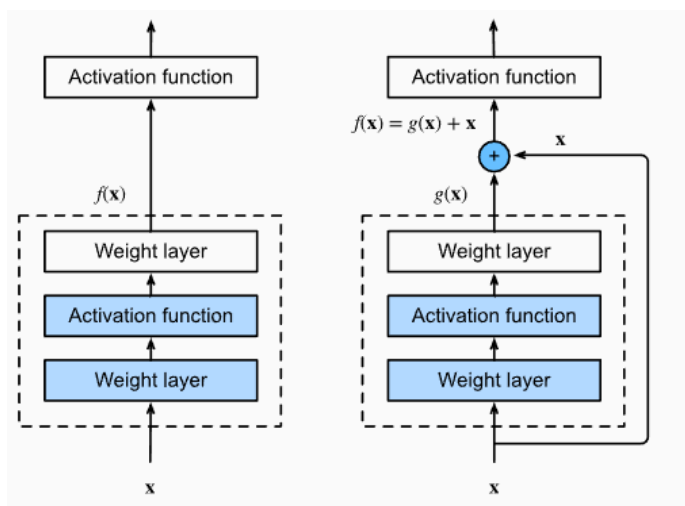 Activation function
f(x)
Weight layer
Activation function
Weight layer
x
Activation function
f(x) = g(x) + x
x
+
g(x)
Weight layer
Activation function
Weight layer
x